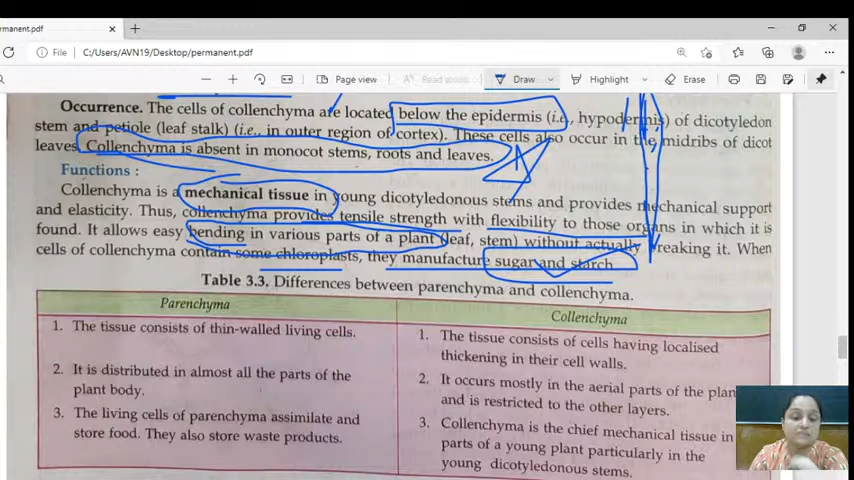 rmanent.pdf
File
C:/Users/AVN19/Desktop/permanent.pdf
Page view
Read aloud
Draw
Highlight
Erase
Occurrence. The cells of collenchyma are located below the epidermis (i.e., hypodermis) of dicotyledon
stem and petiole (leaf stalk) (i.e., in outer region of cortex). These cells also occur in the midribs of dicot
leaves. Collenchyma is absent in monocot stems, roots and leaves.
Functions :
Collenchyma is a mechanical tissue in young dicotyledonous stems and provides mechanical support
and elasticity. Thus, collenchyma provides tensile strength with flexibility to those organs in which it is
found. It allows easy bending in various parts of a plant (leaf, stem) without actually breaking it. When
cells of collenchyma contain some chloroplasts, they manufacture sugar and starch
Table 3.3. Differences between parenchyma and collenchyma.
Parenchyma
Collenchyma
1. The tissue consists of thin-walled living cells.
1. The tissue consists of cells having localised
thickening in their cell walls.
2. It is distributed in almost all the parts of the
plant body.
2. It occurs mostly in the aerial parts of the plan
and is restricted to the other layers.
3. The living cells of parenchyma assimilate and
store food. They also store waste products.
3. Collenchyma is the chief mechanical tissue in
parts of a young plant particularly in the
young dicotyledonous stems.